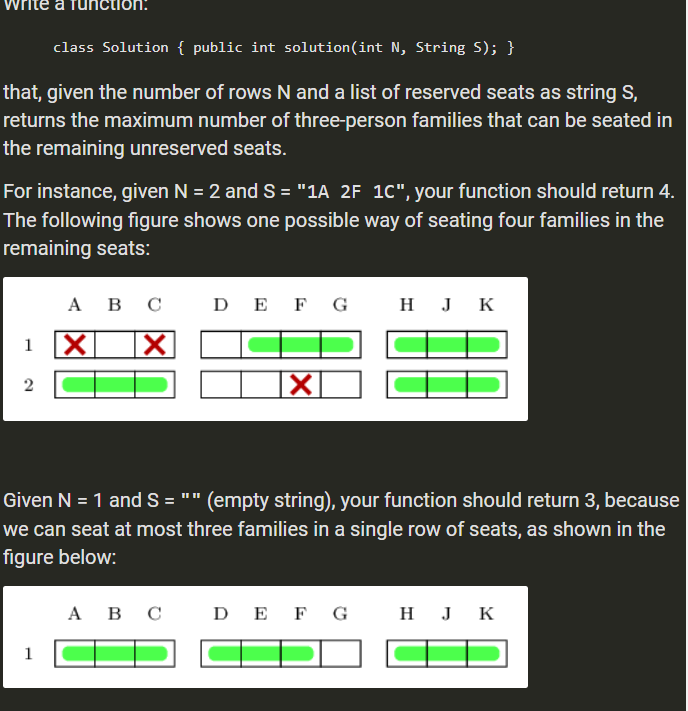 Write a function:
class Solution { public int solution(int N, String S); }
that, given the number of rows N and a list of reserved seats as string S,
returns the maximum number of three-person families that can be seated in
the remaining unreserved seats.
For instance, given N = 2 and S = "1A 2F 1C", your function should return 4.
The following figure shows one possible way of seating four families in the
remaining seats:
A B C D E F G H J K
1
2
Given N = 1 and S = "" (empty string), your function should return 3, because
we can seat at most three families in a single row of seats, as shown in the
figure below:
A B C D E F G H J K
1